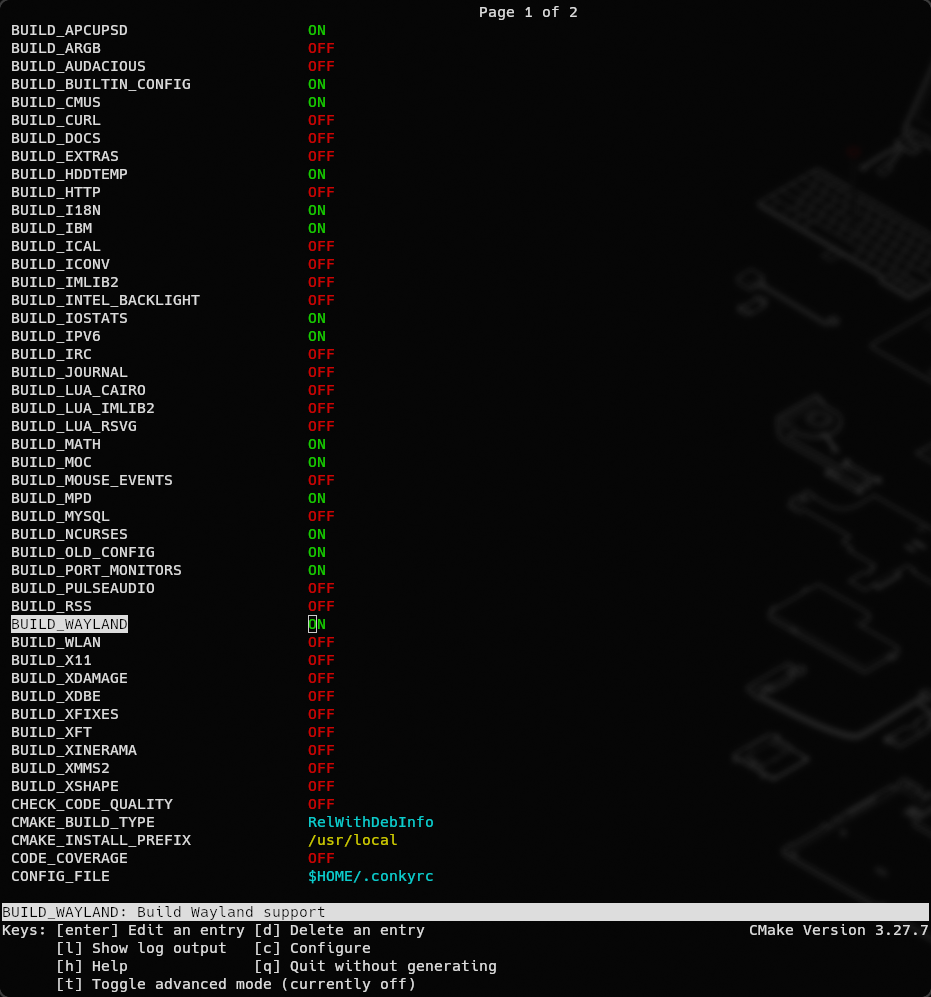 Page 1 of 2
BUILD_APCUPSD ON
BUILD_ARGB OFF
BUILD_AUDACIOUS OFF
BUILD_BUILTIN_CONFIG ON
BUILD_CMUS ON
BUILD_CURL OFF
BUILD_DOCS OFF
BUILD_EXTRAS OFF
BUILD_HDDTEMP ON
BUILD_HTTP OFF
BUILD_I18N ON
BUILD_IBM ON
BUILD_ICAL OFF
BUILD_ICONV OFF
BUILD_IMLIB2 OFF
BUILD_INTEL_BACKLIGHT OFF
BUILD_IOSTATS ON
BUILD_IPV6 ON
BUILD_IRC OFF
BUILD_JOURNAL OFF
BUILD_LUA_CAIRO OFF
BUILD_LUA_IMLIB2 OFF
BUILD_LUA_RSVG OFF
BUILD_MATH ON
BUILD_MOC ON
BUILD_MOUSE_EVENTS OFF
BUILD_MPD ON
BUILD_MYSQL OFF
BUILD_NCURSES ON
BUILD_OLD_CONFIG ON
BUILD_PORT_MONITORS ON
BUILD_PULSEAUDIO OFF
BUILD_RSS OFF
BUILD_WAYLAND ON
BUILD_WLAN OFF
BUILD_X11 OFF
BUILD_XDAMAGE OFF
BUILD_XDBE OFF
BUILD_XFIXES OFF
BUILD_XFT OFF
BUILD_XINERAMA OFF
BUILD_XMMS2 OFF
BUILD_XSHAPE OFF
CHECK_CODE_QUALITY OFF
CMAKE_BUILD_TYPE RelWithDebInfo
CMAKE_INSTALL_PREFIX /usr/local
CODE_COVERAGE OFF
CONFIG_FILE $HOME/.conkyrc
BUILD_WAYLAND: Build Wayland support
Keys: [enter] Edit an entry [d] Delete an entry CMake Version 3.27.7
[l] Show log output [c] Configure
[h] Help [q] Quit without generating
[t] Toggle advanced mode (currently off)